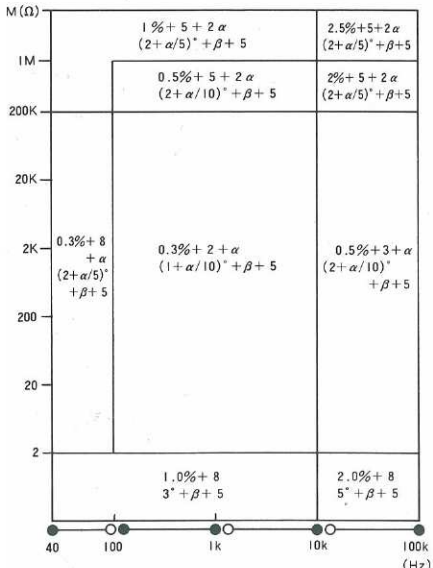 M(Ω)
1%+5+2α
(2+α/5)°+β+5
2.5%+5+2α
(2+α/5)°+β+5
1M
0.5%+5+2α
(2+α/10)°+β+5
2%+5+2α
(2+α/5)°+β+5
200K
20K
2K
0.3%+8
+α
(2+α/5)°
+β+5
0.3%+2+α
(1+α/10)°+β+5
0.5%+3+α
(2+α/10)°
+β+5
200
20
2
1.0%+8
3°+β+5
2.0%+8
5°+β+5
40
100
1k
10k
100k
(Hz)